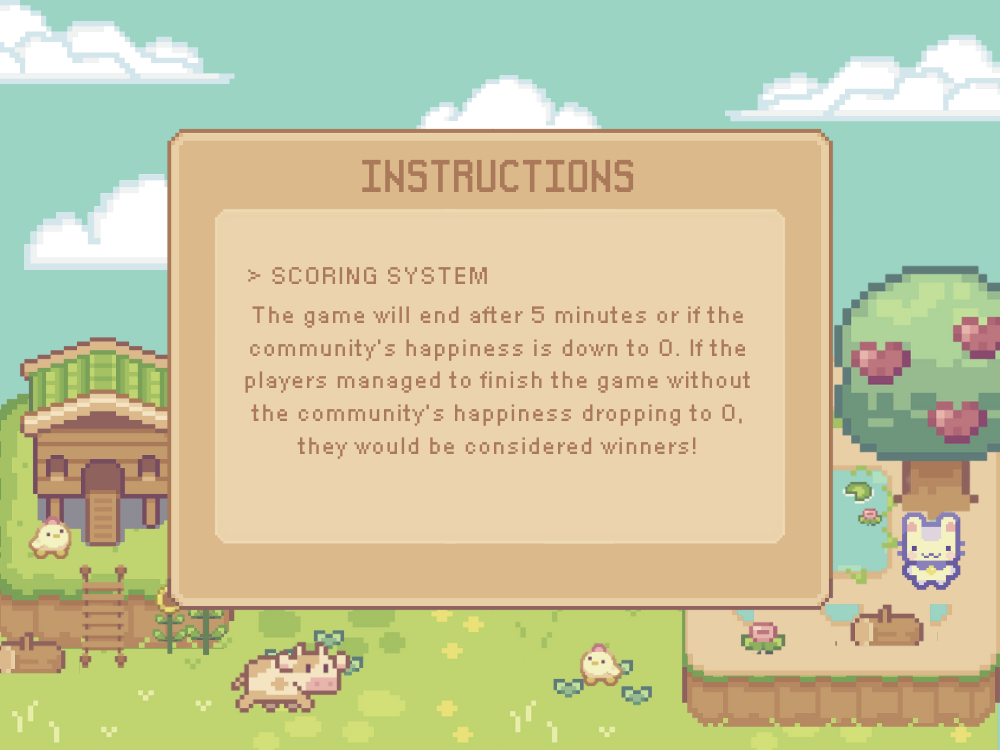 INSTRUCTIONS
> SCORING SYSTEM
The game will end after 5 minutes or if the
community's happiness is down to 0. If the
players managed to finish the game without
the community's happiness dropping to 0,
they would be considered winners!